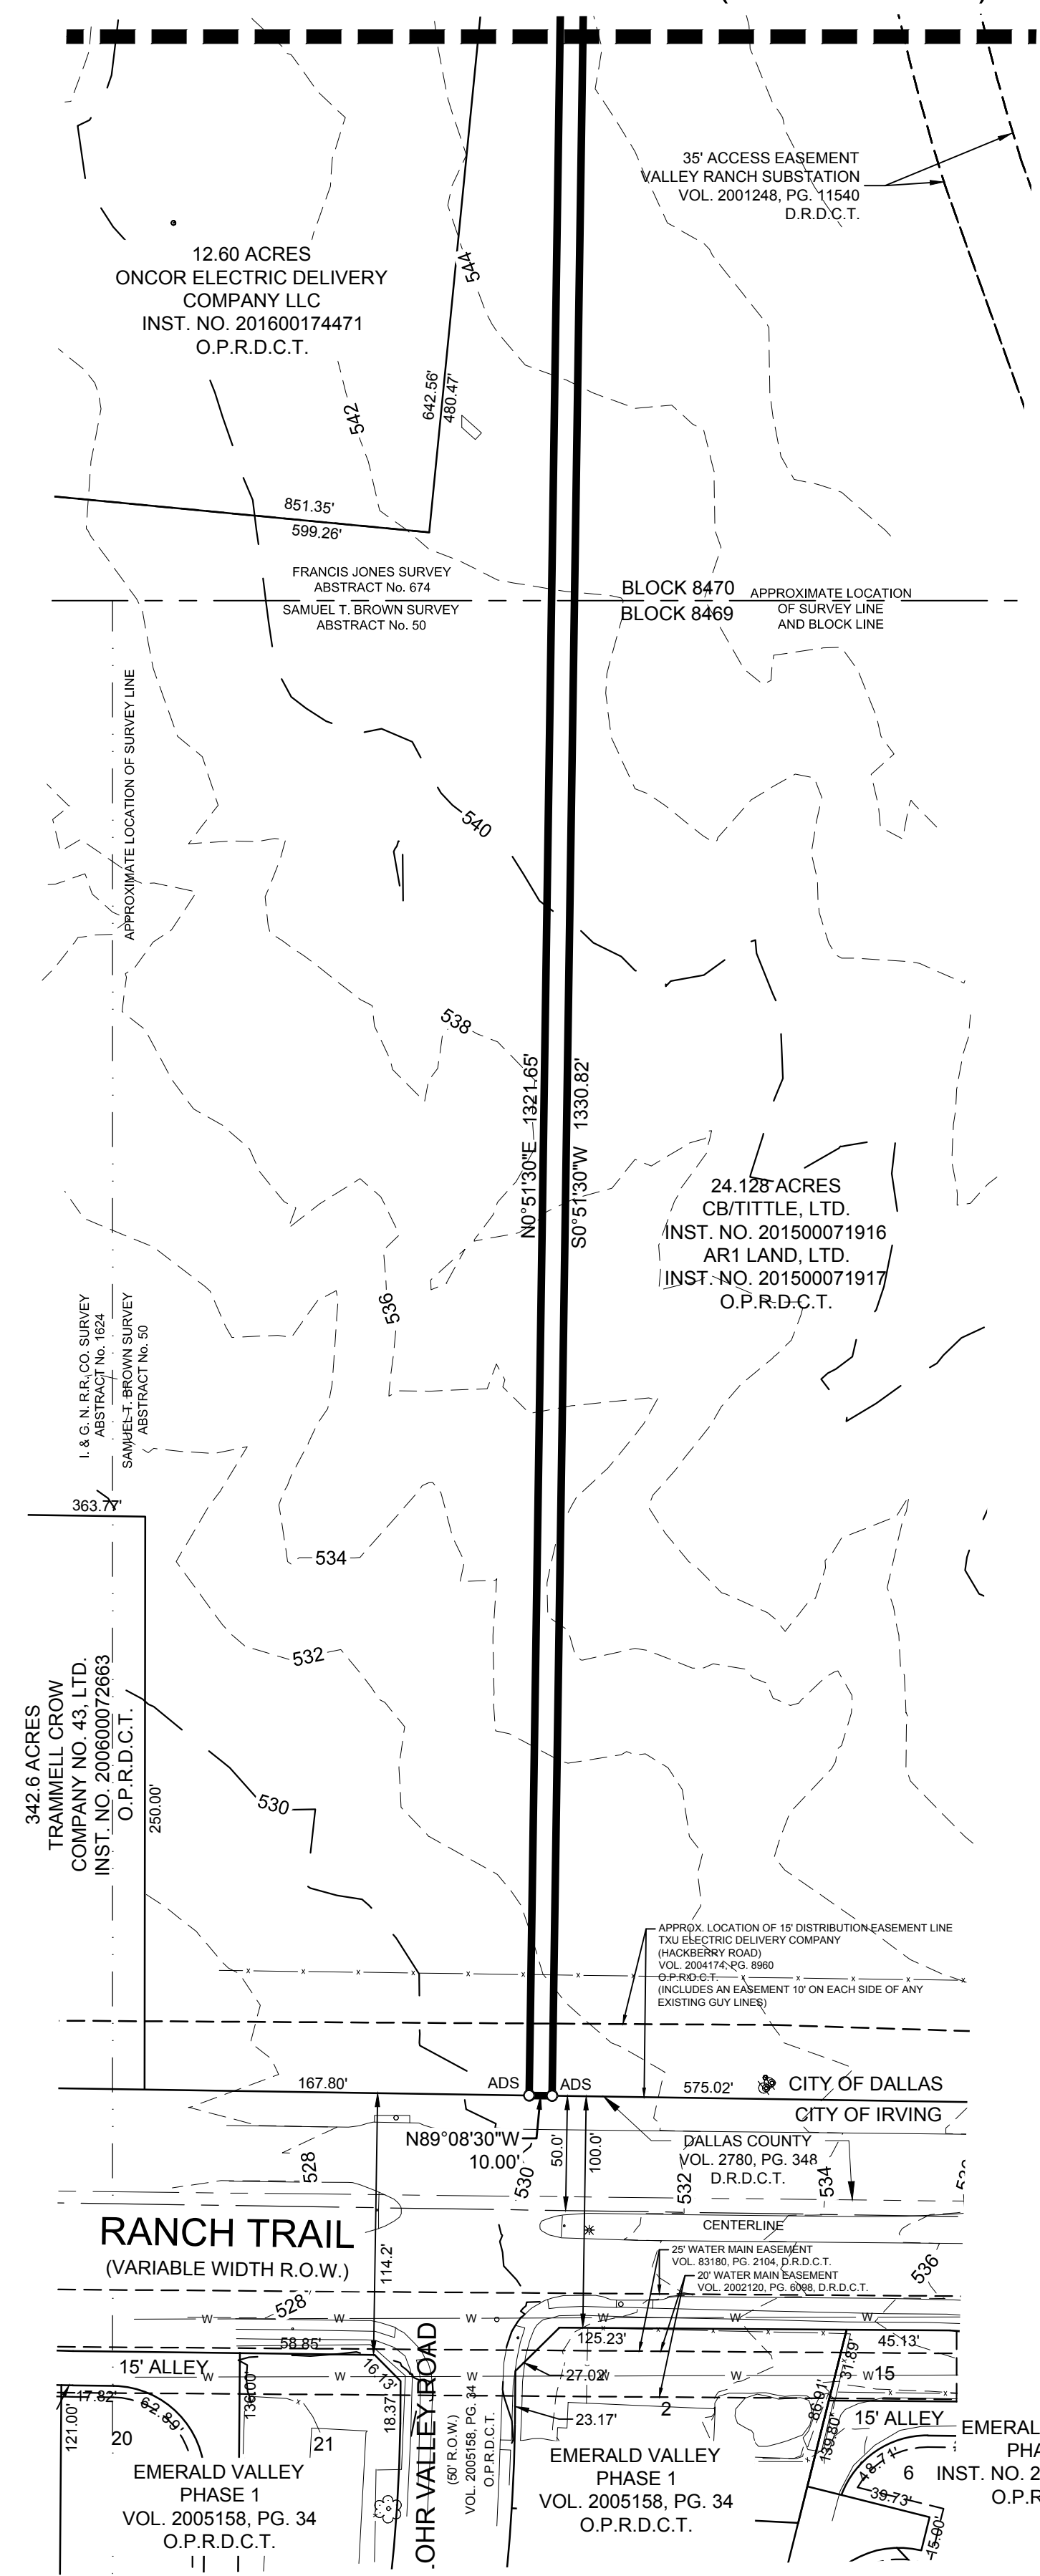 35' ACCESS EASEMENT
VALLEY RANCH SUBSTATION
VOL. 2001248, PG. 11540
D.R.D.C.T.
12.60 ACRES
ONCOR ELECTRIC DELIVERY
COMPANY LLC
INST. NO. 201600174471
O.P.R.D.C.T.
544
542
642.56'
480.47'
851.35'
599.26'
FRANCIS JONES SURVEY
ABSTRACT No. 674
SAMUEL T. BROWN SURVEY
ABSTRACT No. 50
BLOCK 8470
BLOCK 8469
APPROXIMATE LOCATION
OF SURVEY LINE
AND BLOCK LINE
APPROXIMATE LOCATION OF SURVEY LINE
540
538
N0°51'30"E 1321.65'
S0°51'30"W 1330.82'
24.128 ACRES
CB/TITTLE, LTD.
INST. NO. 201500071916
AR1 LAND, LTD.
INST. NO. 201500071917
O.P.R.D.C.T.
536
I. & G. N. R.R. CO. SURVEY
ABSTRACT No. 1624
SAMUEL T. BROWN SURVEY
ABSTRACT No. 50
363.77'
534
532
342.6 ACRES
TRAMMELL CROW
COMPANY NO. 43, LTD.
INST. NO. 200600072663
O.P.R.D.C.T.
250.00'
530
APPROX. LOCATION OF 15' DISTRIBUTION EASEMENT LINE
TXU ELECTRIC DELIVERY COMPANY
(HACKBERRY ROAD)
VOL. 2004174, PG. 8960
O.P.R.D.C.T.
(INCLUDES AN EASEMENT 10' ON EACH SIDE OF ANY
EXISTING GUY LINES)
167.80'
ADS
ADS
575.02'
CITY OF DALLAS
CITY OF IRVING
N89°08'30"W
10.00'
50.0'
100.0'
DALLAS COUNTY
VOL. 2780, PG. 348
D.R.D.C.T.
528
530
532
534
RANCH TRAIL
(VARIABLE WIDTH R.O.W.)
114.2'
CENTERLINE
25' WATER MAIN EASEMENT
VOL. 83180, PG. 2104, D.R.D.C.T.
20' WATER MAIN EASEMENT
VOL. 2002120, PG. 6098, D.R.D.C.T.
536
528
W W W W W W
58.85'
125.23'
45.13'
15' ALLEY
W W W W W
16.13'
27.02'
31.89'
15
17.82'
62.89'
136.00'
18.37'
23.17'
2
86.91'
139.80'
121.00'
20
21
15' ALLEY
EMERALD VALLEY
PHASE 1
VOL. 2005158, PG. 34
O.P.R.D.C.T.
OHR VALLEY ROAD
(50' R.O.W.)
VOL. 2005158, PG. 34
O.P.R.D.C.T.
EMERALD VALLEY
PHASE 1
VOL. 2005158, PG. 34
O.P.R.D.C.T.
48.71'
6
39.73'
15.00'
EMERAL
PHA
INST. NO. 2
O.P.R